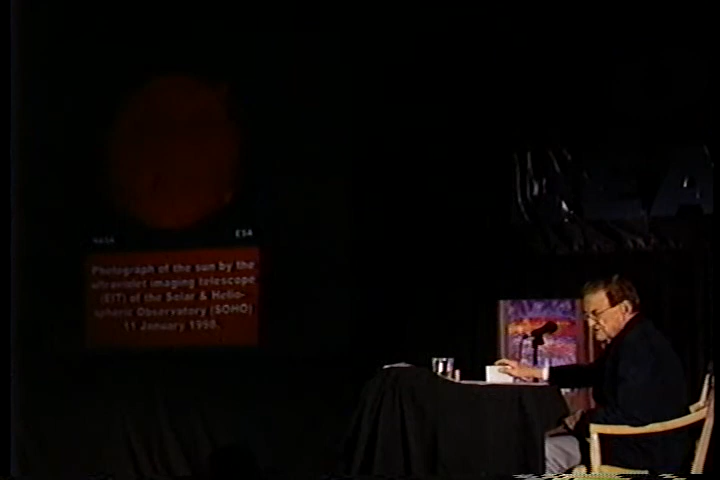 NASA
ESA
Photograph of the sun by the
ultraviolet imaging telescope
(EIT) of the Solar & Helio-
spheric Observatory (SOHO)
11 January 1998.